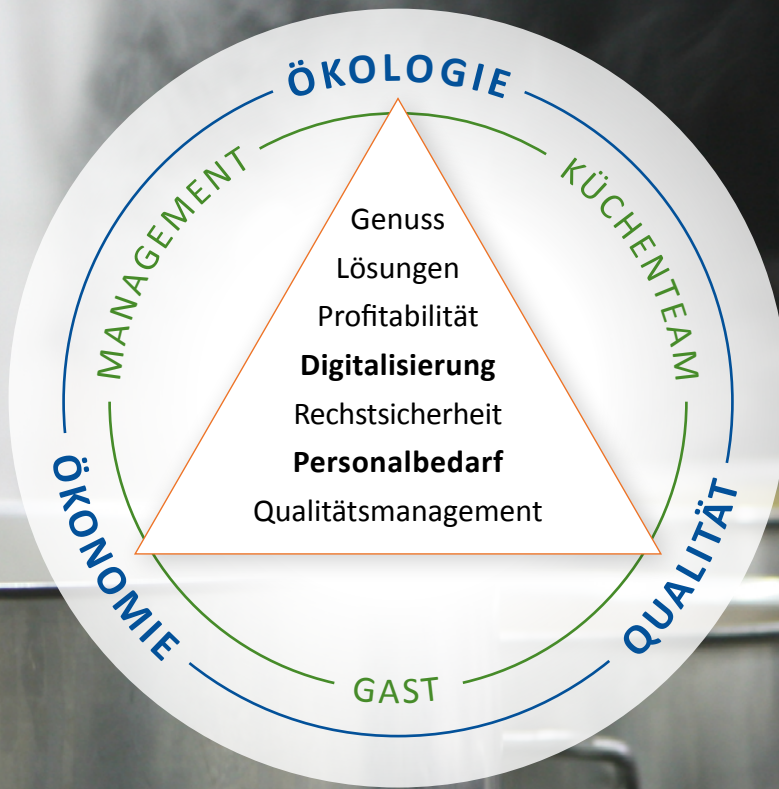 ÖKOLOGIE
MANAGEMENT
KÜCHENTEAM
Genuss
Lösungen
Profitabilität
Digitalisierung
Rechstsicherheit
Personalbedarf
Qualitätsmanagement
ÖKONOMIE
QUALITÄT
GAST